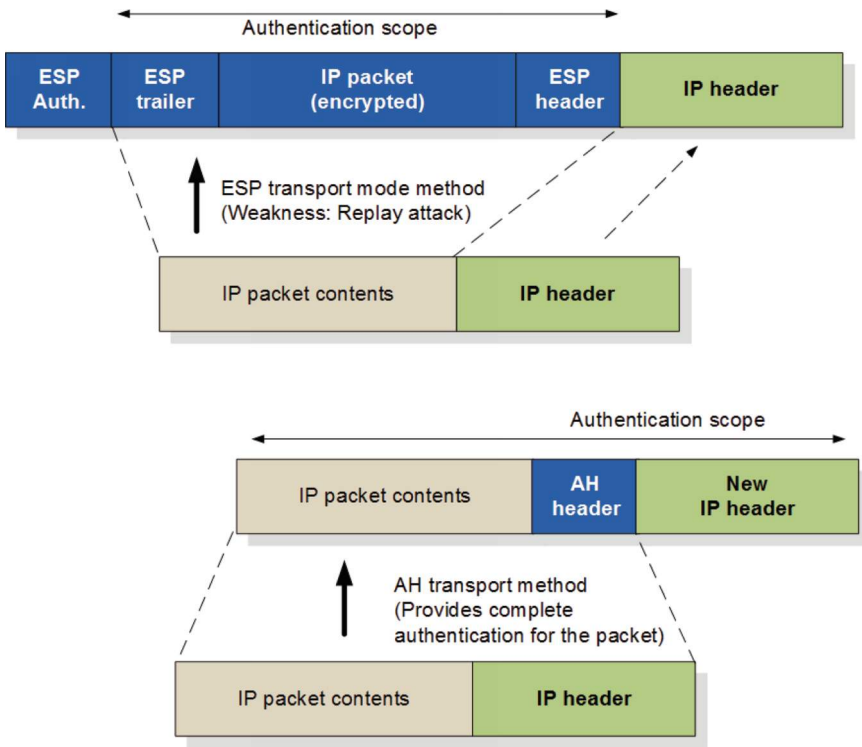 Authentication scope
ESP
Auth.
ESP
trailer
IP packet
(encrypted)
ESP
header
IP header
ESP transport mode method
(Weakness: Replay attack)
IP packet contents
IP header
Authentication scope
IP packet contents
AH
header
New
IP header
AH transport method
(Provides complete
authentication for the packet)
IP packet contents
IP header